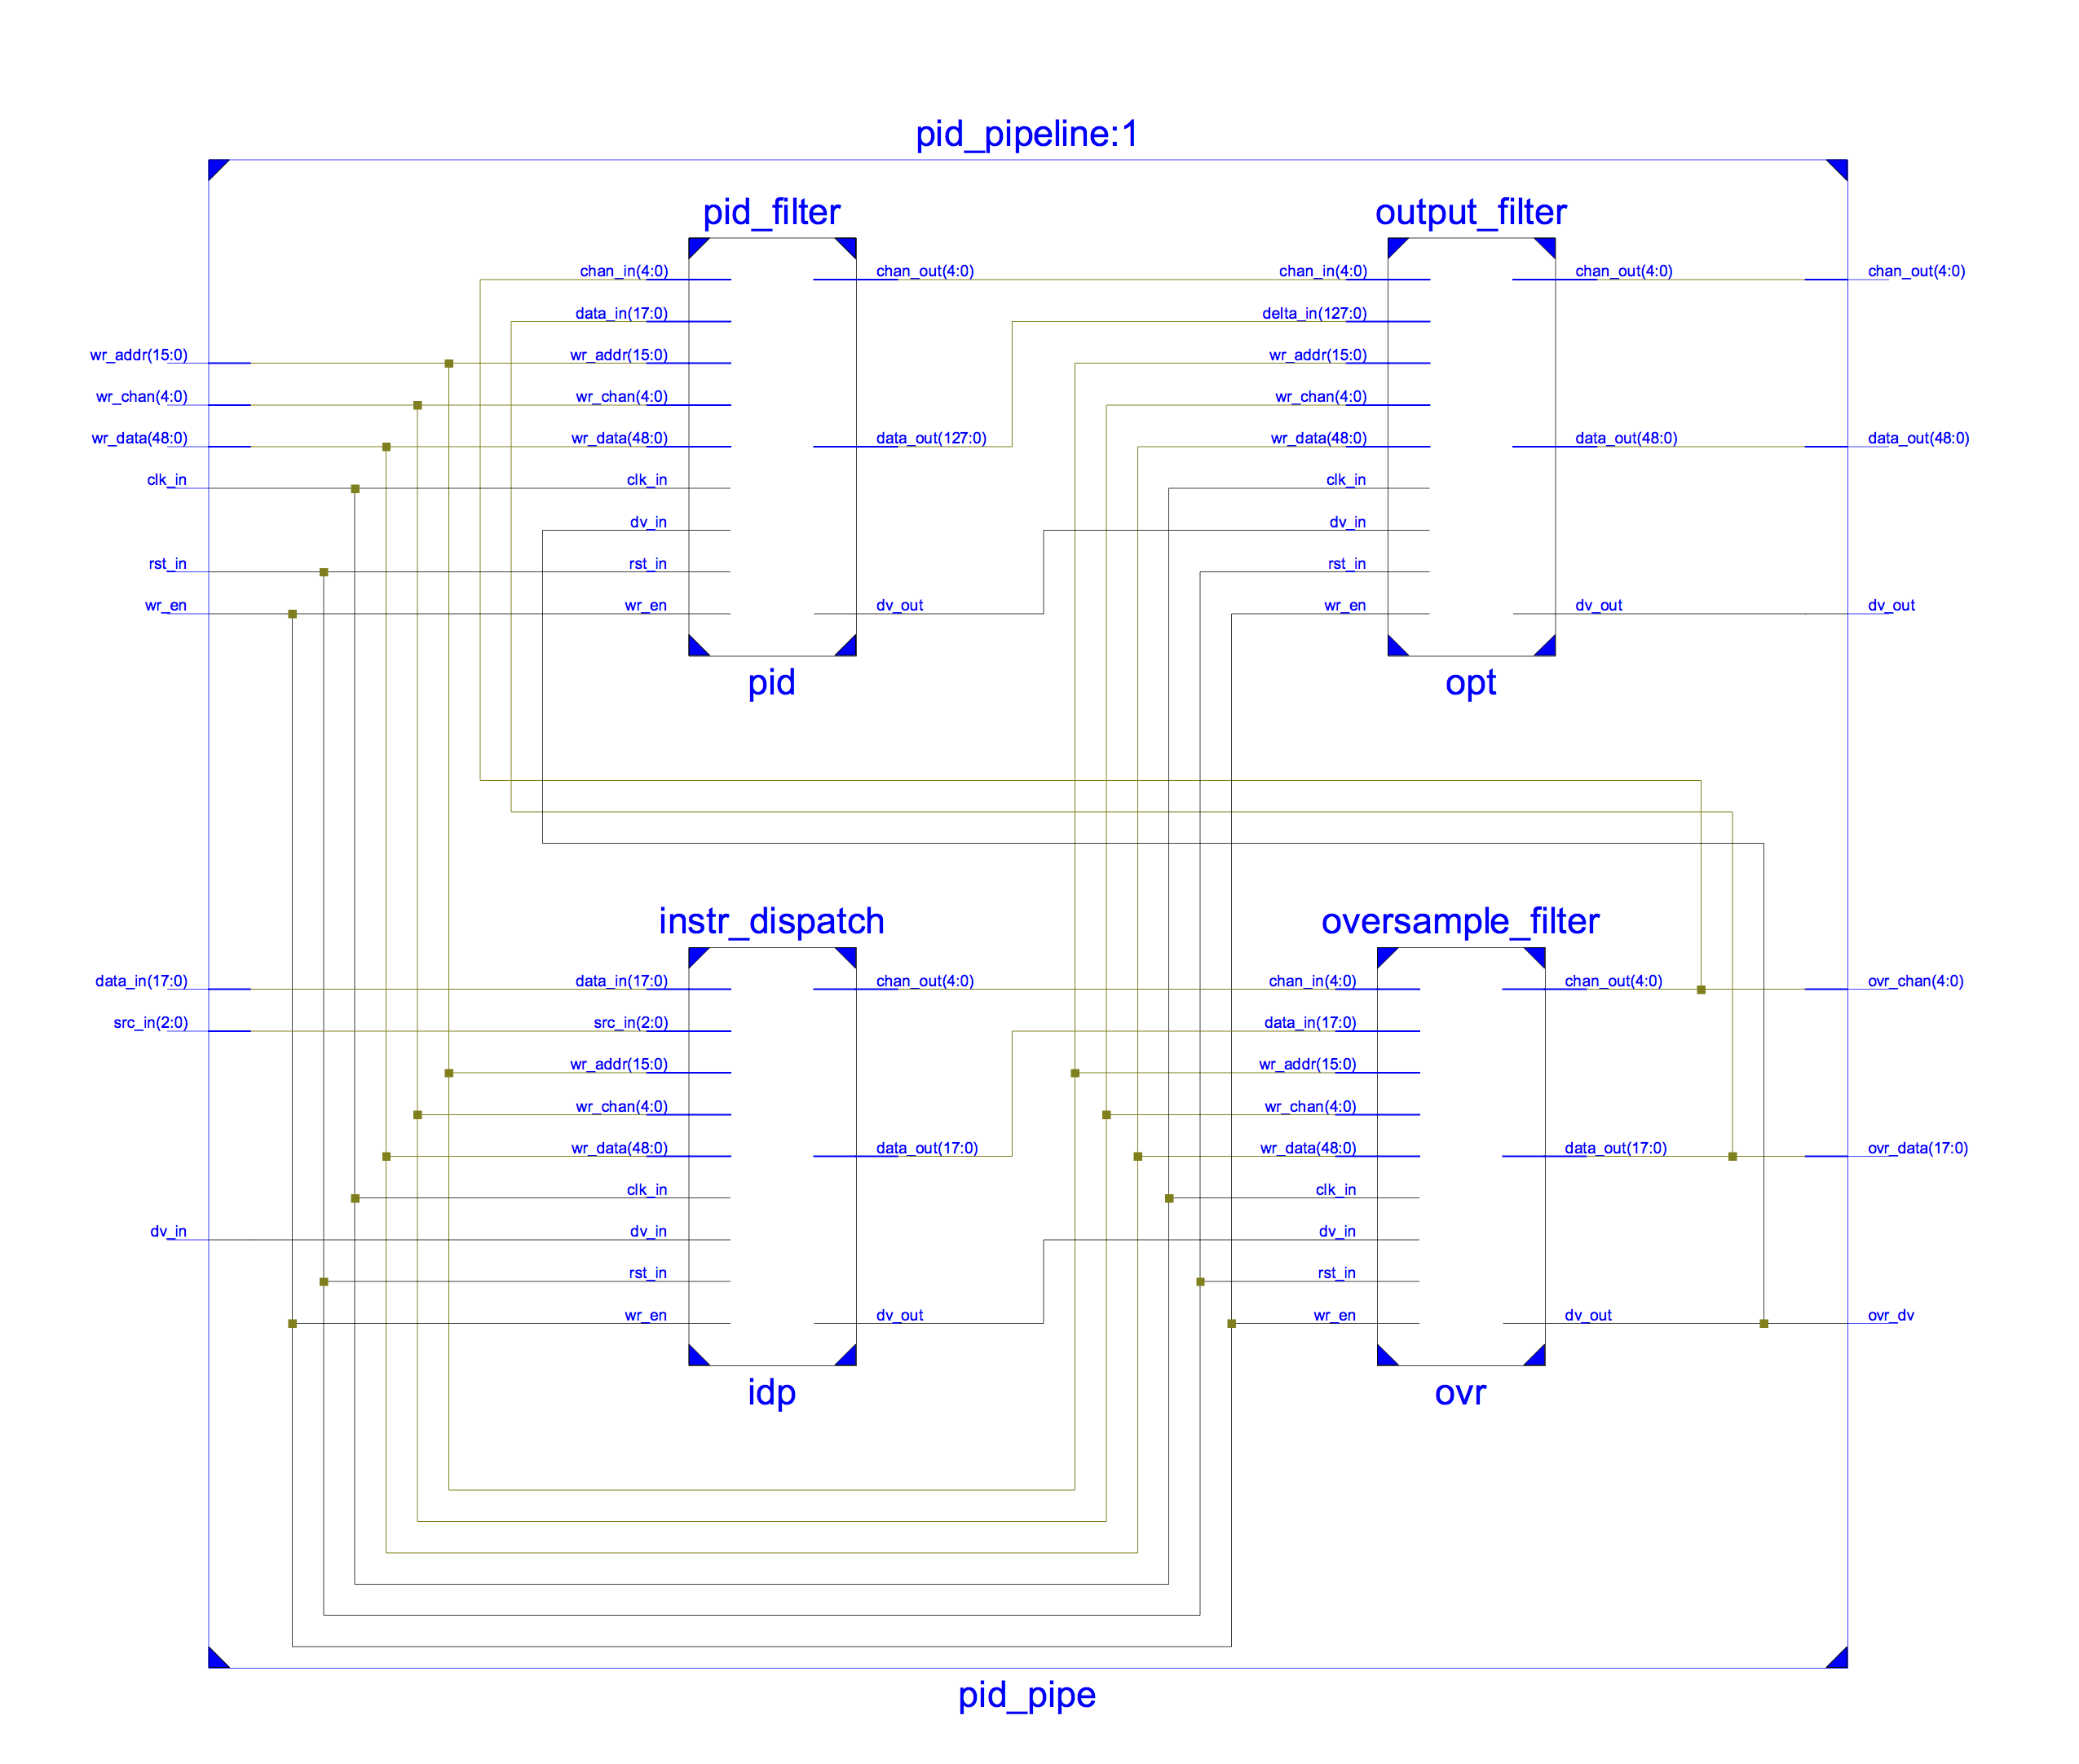 pid_pipeline:1
pid_filter
output_filter
chan_in(4:0)
chan_out(4:0)
chan_in(4:0)
chan_out(4:0)
chan_out(4:0)
data_in(17:0)
delta_in(127:0)
wr_addr(15:0)
wr_addr(15:0)
wr_addr(15:0)
wr_chan(4:0)
wr_chan(4:0)
wr_chan(4:0)
wr_data(48:0)
wr_data(48:0)
data_out(127:0)
wr_data(48:0)
data_out(48:0)
data_out(48:0)
clk_in
clk_in
clk_in
dv_in
dv_in
rst_in
rst_in
rst_in
wr_en
wr_en
dv_out
wr_en
dv_out
dv_out
pid
opt
instr_dispatch
oversample_filter
data_in(17:0)
data_in(17:0)
chan_out(4:0)
chan_in(4:0)
chan_out(4:0)
ovr_chan(4:0)
src_in(2:0)
src_in(2:0)
data_in(17:0)
wr_addr(15:0)
wr_addr(15:0)
wr_chan(4:0)
wr_chan(4:0)
wr_data(48:0)
data_out(17:0)
wr_data(48:0)
data_out(17:0)
ovr_data(17:0)
clk_in
clk_in
dv_in
dv_in
dv_in
rst_in
rst_in
wr_en
dv_out
wr_en
dv_out
ovr_dv
idp
ovr
pid_pipe